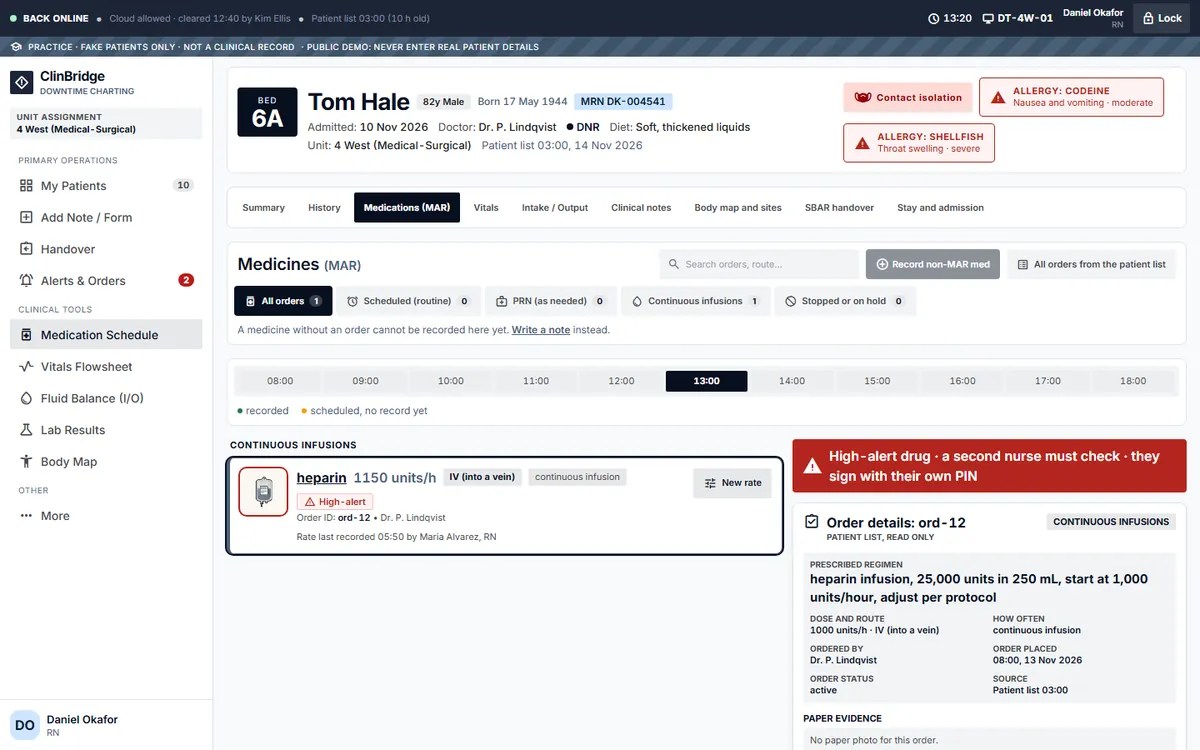 BACK ONLINE • Cloud allowed · cleared 12:40 by Kim Ellis • Patient list 03:00 (10 h old)
13:20 DT-4W-01 Daniel Okafor RN Lock
PRACTICE · FAKE PATIENTS ONLY · NOT A CLINICAL RECORD · PUBLIC DEMO: NEVER ENTER REAL PATIENT DETAILS
ClinBridge
DOWNTIME CHARTING
UNIT ASSIGNMENT
4 West (Medical-Surgical)
PRIMARY OPERATIONS
My Patients 10
Add Note / Form
Handover
Alerts & Orders 2
CLINICAL TOOLS
Medication Schedule
Vitals Flowsheet
Fluid Balance (I/O)
Lab Results
Body Map
OTHER
More
DO Daniel Okafor
RN
BED
6A
Tom Hale 82y Male Born 17 May 1944 MRN DK-004541
Admitted: 10 Nov 2026 Doctor: Dr. P. Lindqvist • DNR Diet: Soft, thickened liquids
Unit: 4 West (Medical-Surgical) Patient list 03:00, 14 Nov 2026
Contact isolation
ALLERGY: CODEINE
Nausea and vomiting · moderate
ALLERGY: SHELLFISH
Throat swelling · severe
Summary History Medications (MAR) Vitals Intake / Output Clinical notes Body map and sites SBAR handover Stay and admission
Medicines (MAR) Search orders, route... Record non-MAR med All orders from the patient list
All orders 1 Scheduled (routine) 0 PRN (as needed) 0 Continuous infusions 1 Stopped or on hold 0
A medicine without an order cannot be recorded here yet. Write a note instead.
08:00 09:00 10:00 11:00 12:00 13:00 14:00 15:00 16:00 17:00 18:00
• recorded • scheduled, no record yet
CONTINUOUS INFUSIONS
heparin 1150 units/h IV (into a vein) continuous infusion New rate
High-alert
Order ID: ord-12 • Dr. P. Lindqvist
Rate last recorded 05:50 by Maria Alvarez, RN
High-alert drug · a second nurse must check · they
sign with their own PIN
Order details: ord-12 CONTINUOUS INFUSIONS
PATIENT LIST, READ ONLY
PRESCRIBED REGIMEN
heparin infusion, 25,000 units in 250 mL, start at 1,000
units/hour, adjust per protocol
DOSE AND ROUTE HOW OFTEN
1000 units/h · IV (into a vein) continuous infusion
ORDERED BY ORDER PLACED
Dr. P. Lindqvist 08:00, 13 Nov 2026
ORDER STATUS SOURCE
active Patient list 03:00
PAPER EVIDENCE
No paper photo for this order.